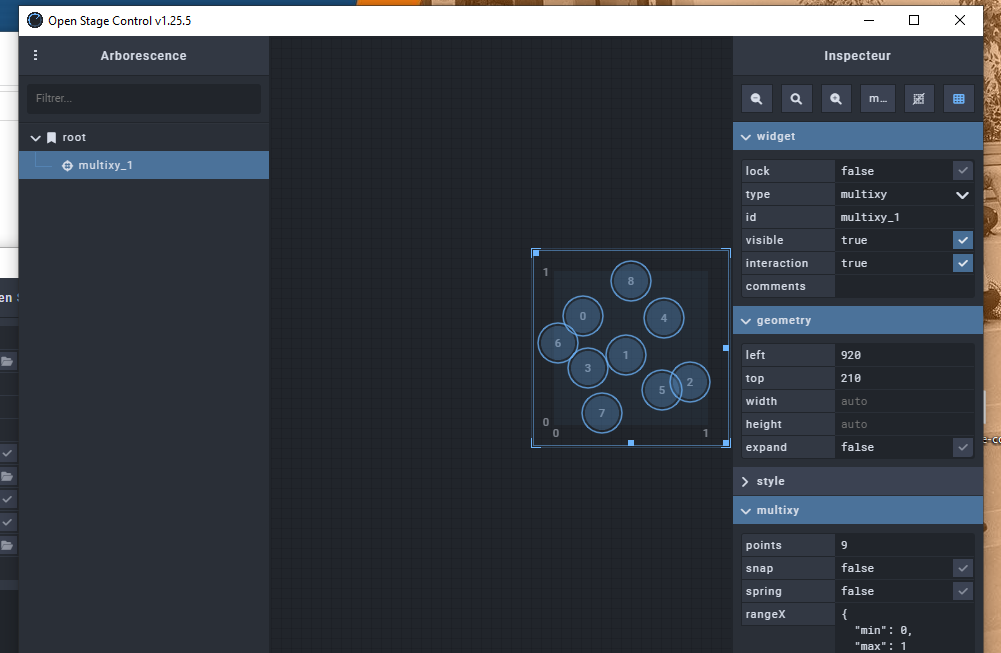 Open Stage Control v1.25.5
Arborescence
Filtrer...
root
multixy_1
en S
1
8
0
4
6
1
3
2
5
7
0
0
1
Inspecteur
m...
widget
lock false
type multixy
id multixy_1
visible true
interaction true
comments
geometry
left 920
top 210
width auto
height auto
expand false
style
multixy
points 9
snap false
spring false
rangeX {
"min": 0,
"max": 1